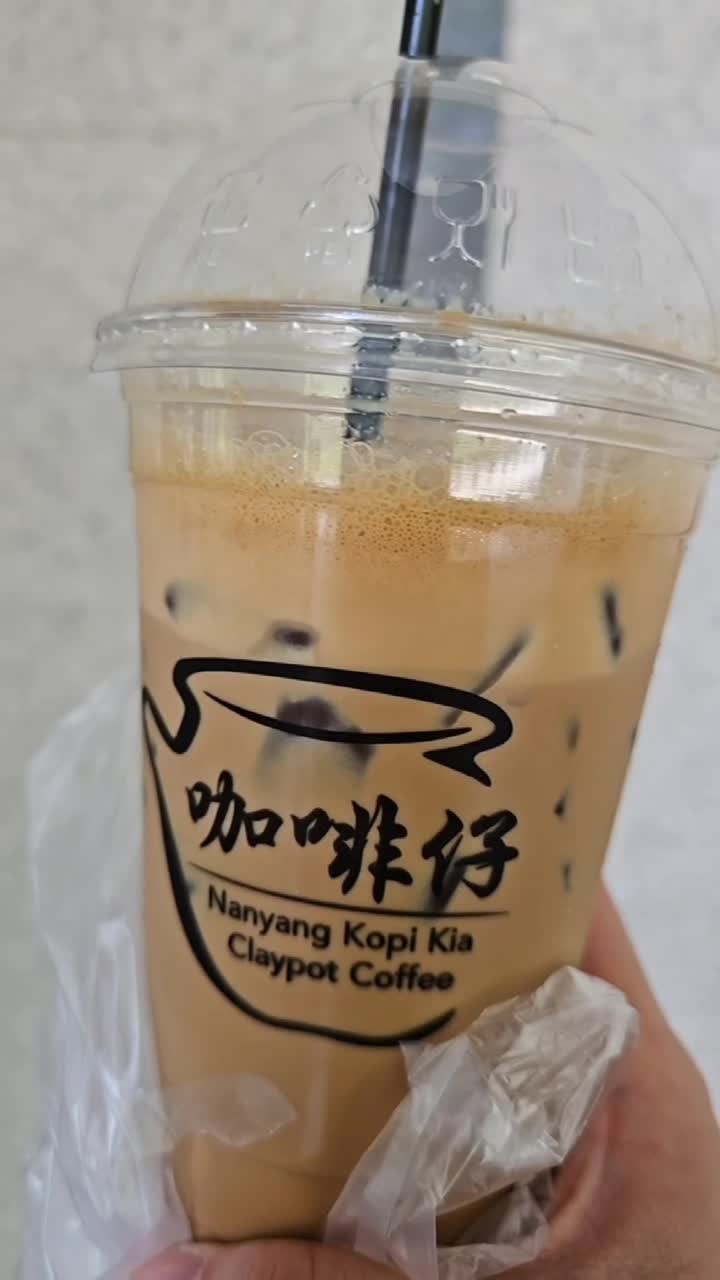 咖啡仔
Nanyang Kopi Kia
Claypot Coffee